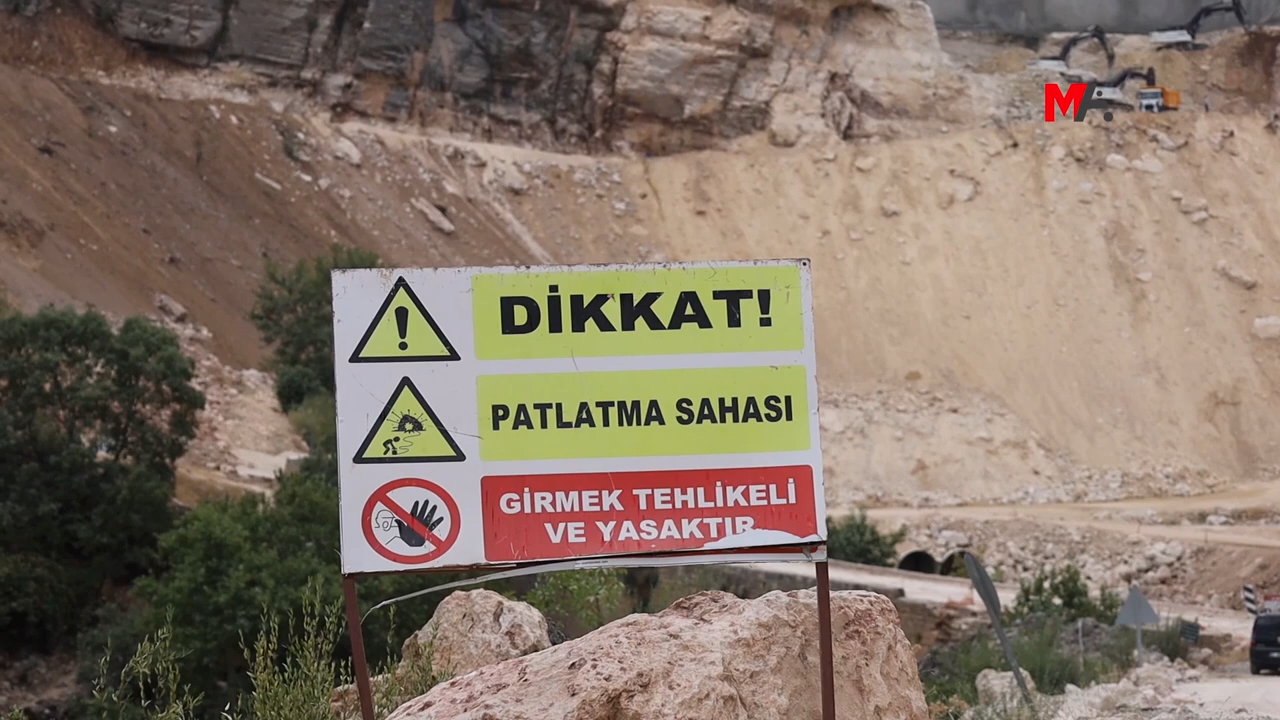 MA
DİKKAT!
PATLATMA SAHASI
GİRMEK TEHLİKELİ
VE YASAKTIR